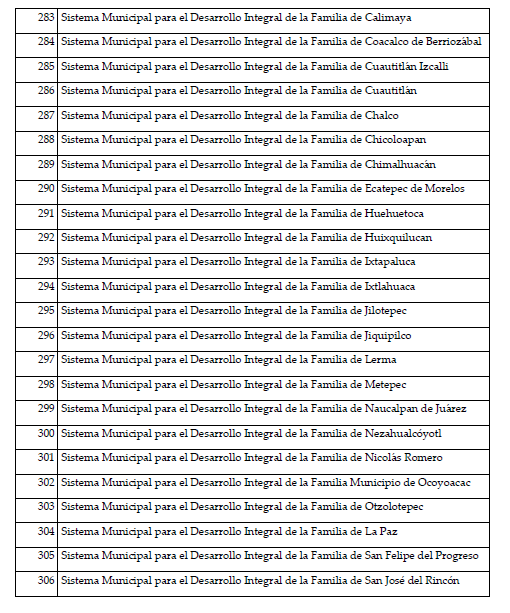 283 Sistema Municipal para el Desarrollo Integral de la Familia de Calimaya
284 Sistema Municipal para el Desarrollo Integral de la Familia de Coacalco de Berriozábal
285 Sistema Municipal para el Desarrollo Integral de la Familia de Cuautitlán Izcalli
286 Sistema Municipal para el Desarrollo Integral de la Familia de Cuautitlán
287 Sistema Municipal para el Desarrollo Integral de la Familia de Chalco
288 Sistema Municipal para el Desarrollo Integral de la Familia de Chicoloapan
289 Sistema Municipal para el Desarrollo Integral de la Familia de Chimalhuacán
290 Sistema Municipal para el Desarrollo Integral de la Familia de Ecatepec de Morelos
291 Sistema Municipal para el Desarrollo Integral de la Familia de Huehuetoca
292 Sistema Municipal para el Desarrollo Integral de la Familia de Huixquilucan
293 Sistema Municipal para el Desarrollo Integral de la Familia de Ixtapaluca
294 Sistema Municipal para el Desarrollo Integral de la Familia de Ixtlahuaca
295 Sistema Municipal para el Desarrollo Integral de la Familia de Jilotepec
296 Sistema Municipal para el Desarrollo Integral de la Familia de Jiquipilco
297 Sistema Municipal para el Desarrollo Integral de la Familia de Lerma
298 Sistema Municipal para el Desarrollo Integral de la Familia de Metepec
299 Sistema Municipal para el Desarrollo Integral de la Familia de Naucalpan de Juárez
300 Sistema Municipal para el Desarrollo Integral de la Familia de Nezahualcóyotl
301 Sistema Municipal para el Desarrollo Integral de la Familia de Nicolás Romero
302 Sistema Municipal para el Desarrollo Integral de la Familia Municipio de Ocoyoacac
303 Sistema Municipal para el Desarrollo Integral de la Familia de Otzolotepec
304 Sistema Municipal para el Desarrollo Integral de la Familia de La Paz
305 Sistema Municipal para el Desarrollo Integral de la Familia de San Felipe del Progreso
306 Sistema Municipal para el Desarrollo Integral de la Familia de San José del Rincón